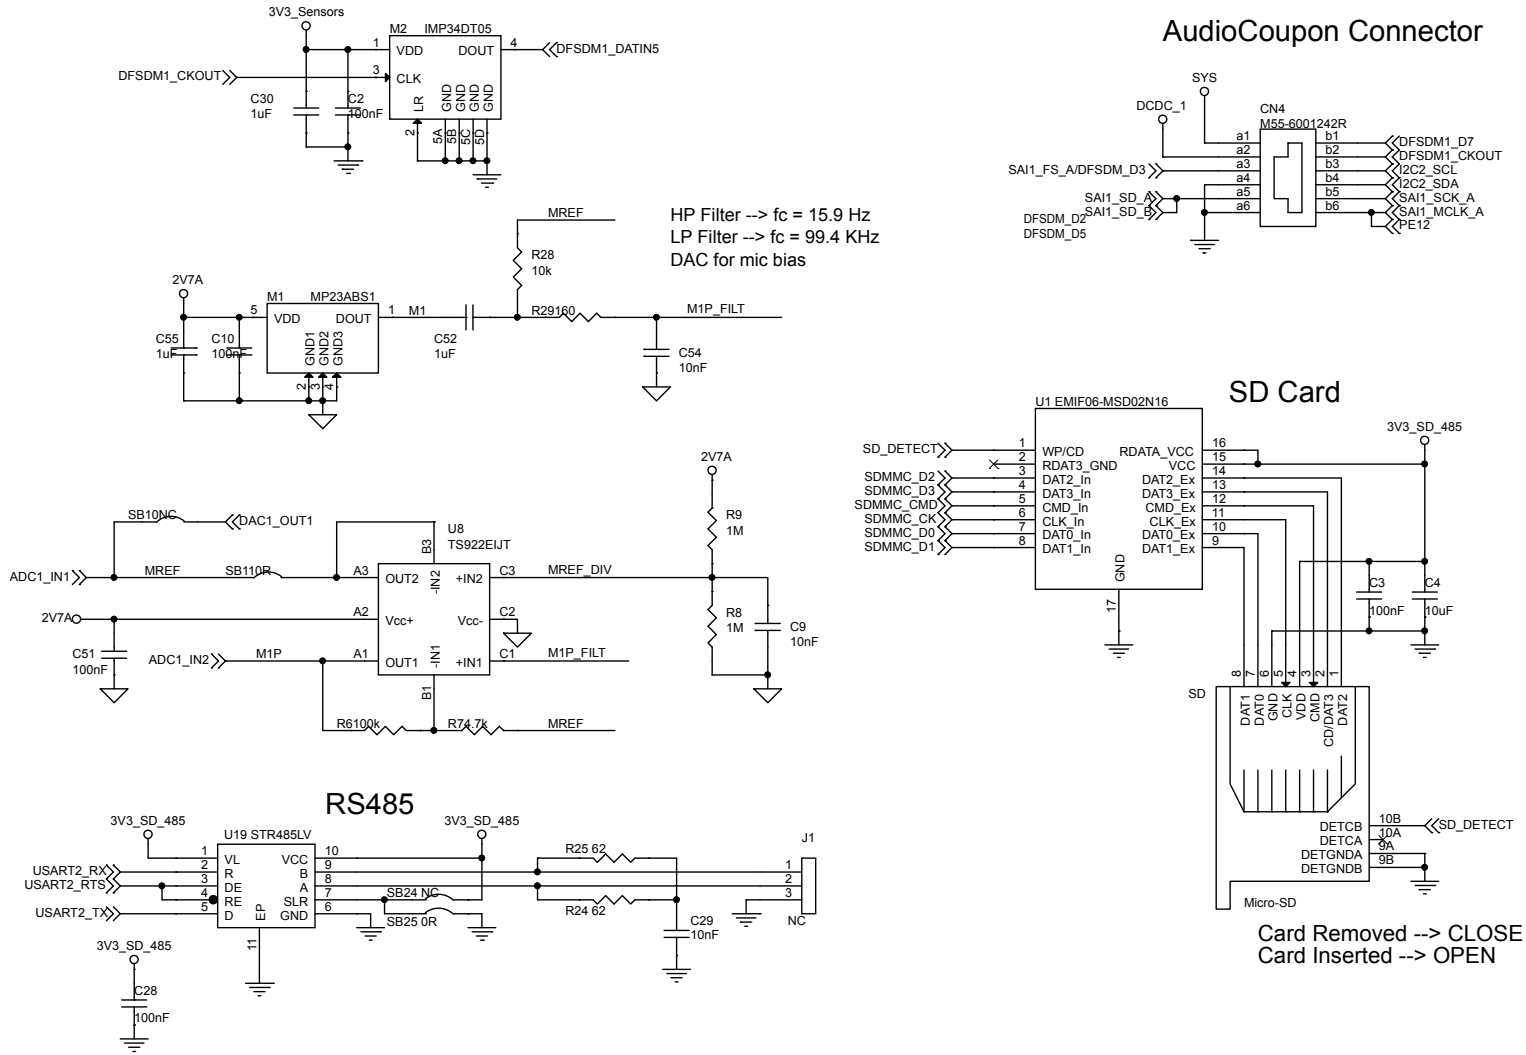 3V3_Sensors
M2 IMP34DT05
1 VDD DOUT 4 DFSDM1_DATIN5
DFSDM1_CKOUT 3 CLK
C30 1uF
C2 100nF
LR GND GND GND GND
2 5A 5B 5C 5D
AudioCoupon Connector
SYS
DCDC_1
CN4
M55-6001242R
a1 b1 DFSDM1_D7
a2 b2 DFSDM1_CKOUT
SAI1_FS_A/DFSDM_D3 a3 b3 I2C2_SCL
a4 b4 I2C2_SDA
SAI1_SD_A a5 b5 SAI1_SCK_A
SAI1_SD_B a6 b6 SAI1_MCLK_A
DFSDM_D2
PE12
DFSDM_D5
MREF
HP Filter --> fc = 15.9 Hz
LP Filter --> fc = 99.4 KHz
DAC for mic bias
R28
10k
2V7A
M1 MP23ABS1
5 VDD DOUT 1 M1
R29160
M1P_FILT
C55
1uF
C10
100nF
GND1 GND2 GND3
2 3 4
C52
1uF
C54
10nF
SD Card
U1 EMIF06-MSD02N16
3V3_SD_485
SD_DETECT 1 WP/CD RDATA_VCC 16
2 RDAT3_GND VCC 15
SDMMC_D2 3 DAT2_In DAT2_Ex 14
SDMMC_D3 4 DAT3_In DAT3_Ex 13
SDMMC_CMD 5 CMD_In CMD_Ex 12
SDMMC_CK 6 CLK_In CLK_Ex 11
SDMMC_D0 7 DAT0_In DAT0_Ex 10
SDMMC_D1 8 DAT1_In DAT1_Ex 9
GND
17
C3
100nF
C4
10uF
2V7A
R9
1M
SB10NC
DAC1_OUT1
U8
TS922EIJT
B3
ADC1_IN1 MREF SB110R A3 OUT2 -IN2 +IN2 C3 MREF_DIV
2V7A A2 Vcc+ Vcc- C2
R8
1M
C9
10nF
C51
100nF
ADC1_IN2 M1P A1 OUT1 -IN1 +IN1 C1 M1P_FILT
B1
R6100k R74.7k MREF
SD
8 7 6 5 4 3 2 1
DAT1 DAT0 GND CLK VDD CMD CD/DAT3 DAT2
DETCB 10B SD_DETECT
DETCA 10A
DETGNDA 9A
DETGNDB 9B
Micro-SD
Card Removed --> CLOSE
Card Inserted --> OPEN
RS485
3V3_SD_485
U19 STR485LV
3V3_SD_485
1 VL VCC 10
USART2_RX 2 R B 9
USART2_RTS 3 DE A 8
4 RE SLR 7
USART2_TX 5 D GND 6
EP
11
SB24 NC
SB25 0R
R25 62
R24 62
J1
1
2
3
NC
C29
10nF
3V3_SD_485
C28
100nF